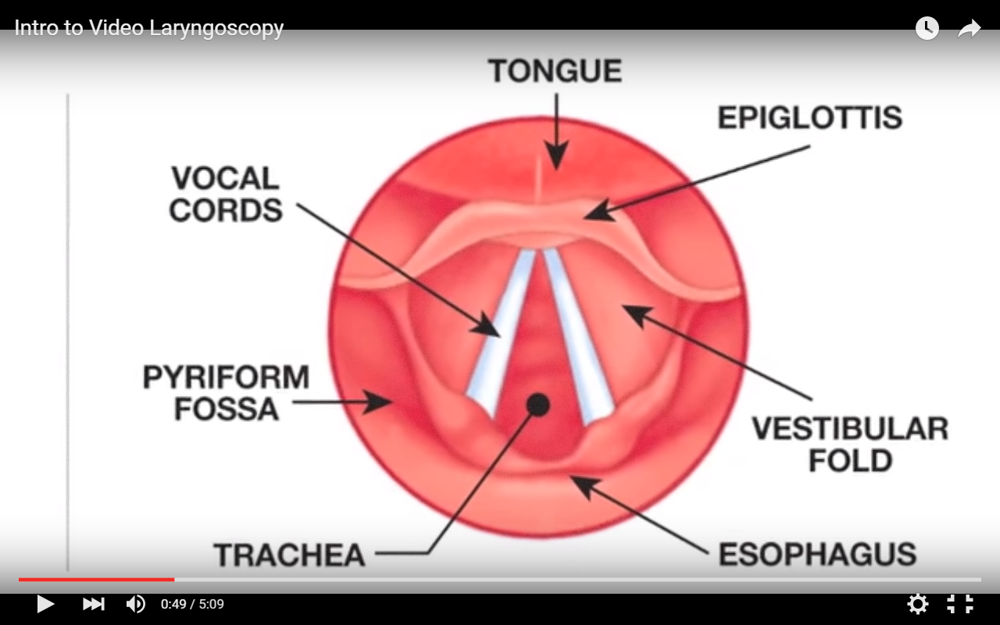 Intro to Video Laryngoscopy
TONGUE
EPIGLOTTIS
VOCAL
CORDS
PYRIFORM
FOSSA
VESTIBULAR
FOLD
TRACHEA
ESOPHAGUS
0:49 / 5:09